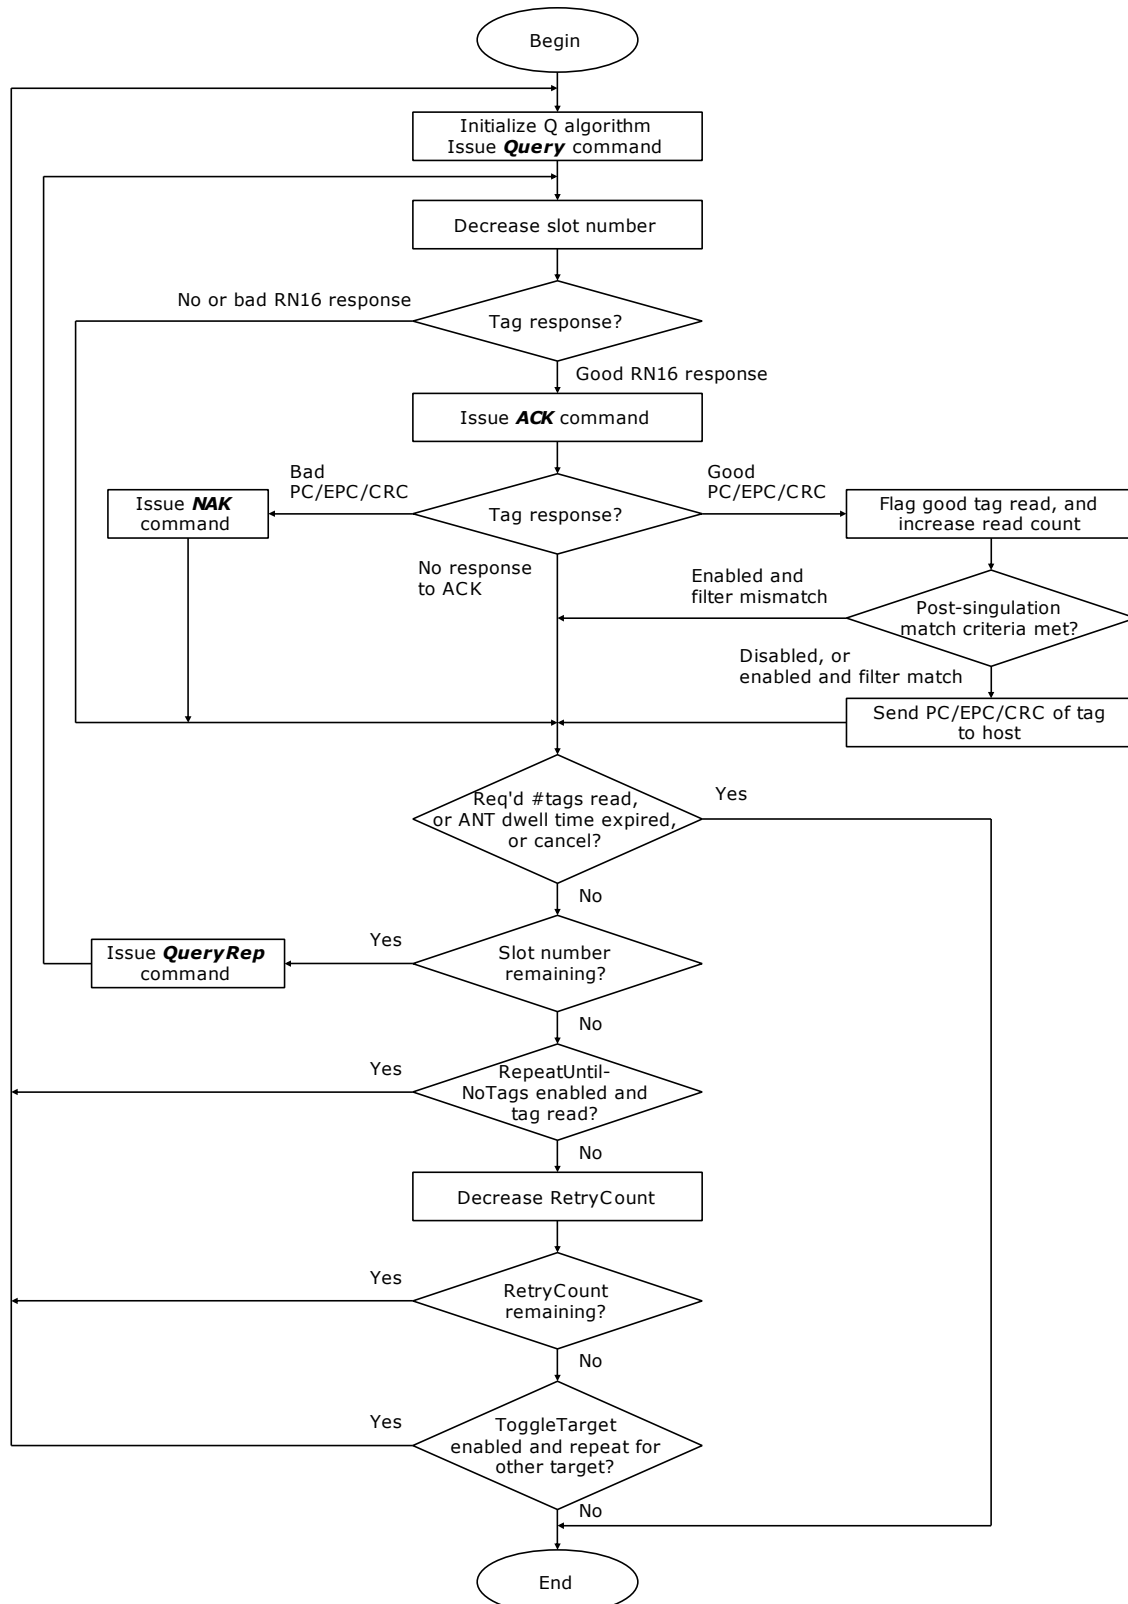 Begin
Initialize Q algorithm
Issue Query command
Decrease slot number
No or bad RN16 response
Tag response?
Good RN16 response
Issue ACK command
Bad
PC/EPC/CRC
Good
PC/EPC/CRC
Issue NAK
command
Tag response?
Flag good tag read, and
increase read count
No response
to ACK
Enabled and
filter mismatch
Post-singulation
match criteria met?
Disabled, or
enabled and filter match
Send PC/EPC/CRC of tag
to host
Req'd #tags read,
or ANT dwell time expired,
or cancel?
Yes
No
Issue QueryRep
command
Yes
Slot number
remaining?
No
Yes
RepeatUntil-
NoTags enabled and
tag read?
No
Decrease RetryCount
Yes
RetryCount
remaining?
No
Yes
ToggleTarget
enabled and repeat for
other target?
No
End